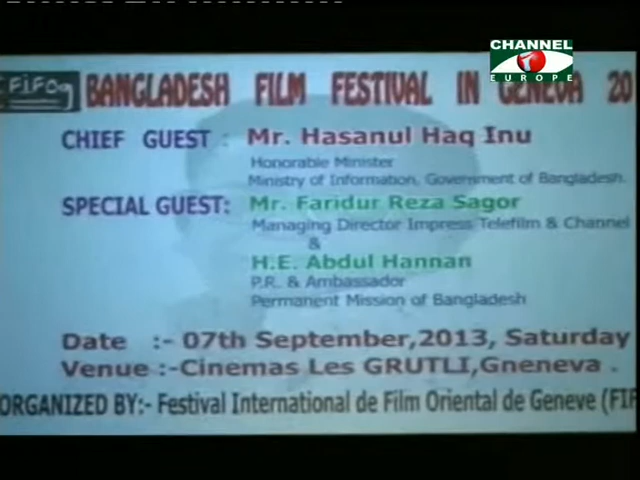 CHANNEL
i
EUROPE
FIFOg BANGLADESH FILM FESTIVAL IN GENEVA 20
CHIEF GUEST : Mr. Hasanul Haq Inu
Honorable Minister
Ministry of Information, Government of Bangladesh.
SPECIAL GUEST: Mr. Faridur Reza Sagor
Managing Director Impress Telefilm & Channel
&
H.E. Abdul Hannan
P.R. & Ambassador
Permanent Mission of Bangladesh
Date :- 07th September,2013, Saturday
Venue :-Cinemas Les GRUTLI,Gneneva .
ORGANIZED BY:- Festival International de Film Oriental de Geneve (FIF